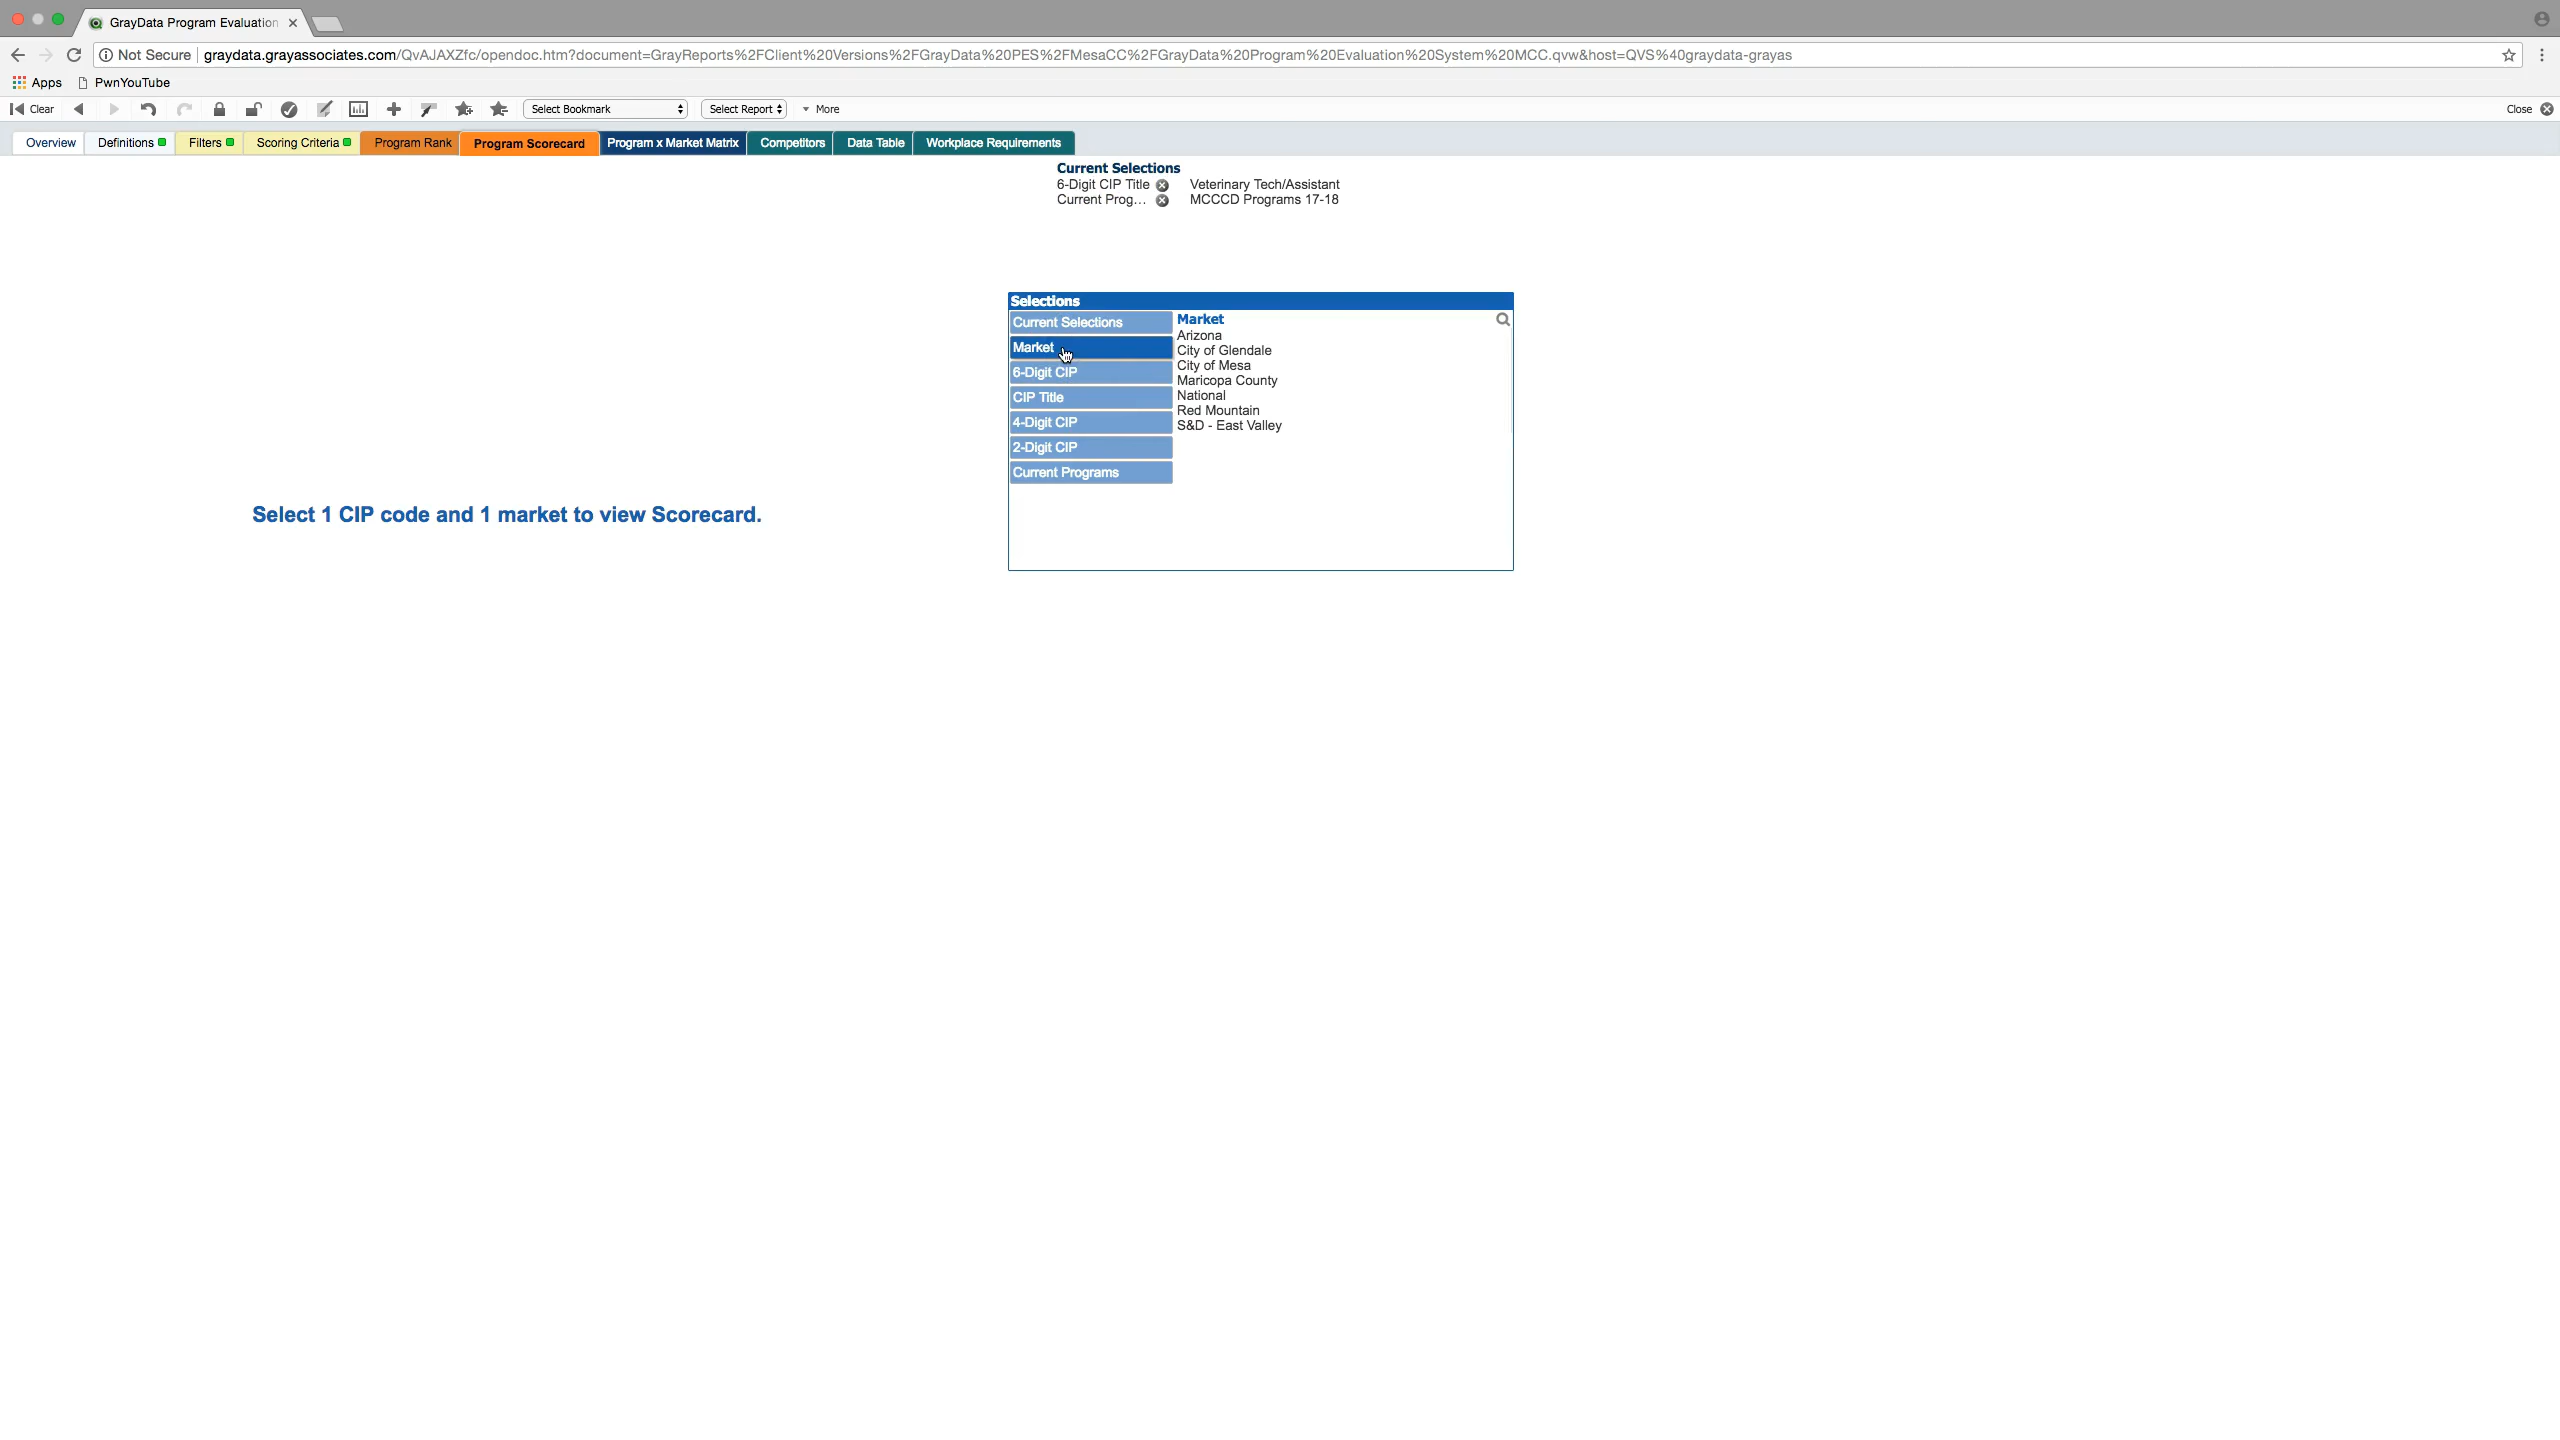 GrayData Program Evaluation
Not Secure graydata.grayassociates.com/QvAJAXZfc/opendoc.htm?document=GrayReports%2FClient%20Versions%2FGrayData%20PES%2FMesaCC%2FGrayData%20Program%20Evaluation%20System%20MCC.qvw&host=QVS%40graydata-grayas
Apps PwnYouTube
Clear Select Bookmark Select Report More Close
Overview Definitions Filters Scoring Criteria Program Rank Program Scorecard Program x Market Matrix Competitors Data Table Workplace Requirements
Current Selections
6-Digit CIP Title Veterinary Tech/Assistant
Current Prog... MCCCD Programs 17-18
Selections
Current Selections
Market
6-Digit CIP
CIP Title
4-Digit CIP
2-Digit CIP
Current Programs
Market
Arizona
City of Glendale
City of Mesa
Maricopa County
National
Red Mountain
S&D - East Valley
Select 1 CIP code and 1 market to view Scorecard.